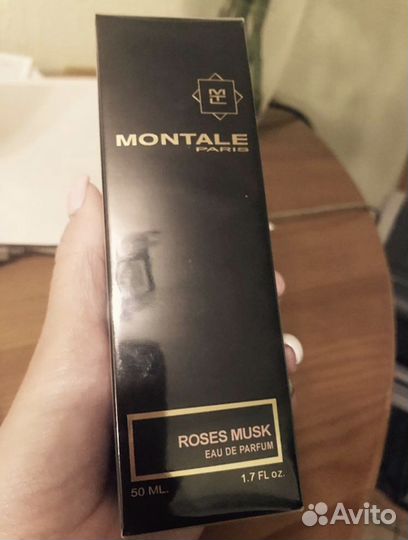 MONTALE
PARIS
ROSES MUSK
EAU DE PARFUM
50 ML. 1.7 FL oz.
Avito